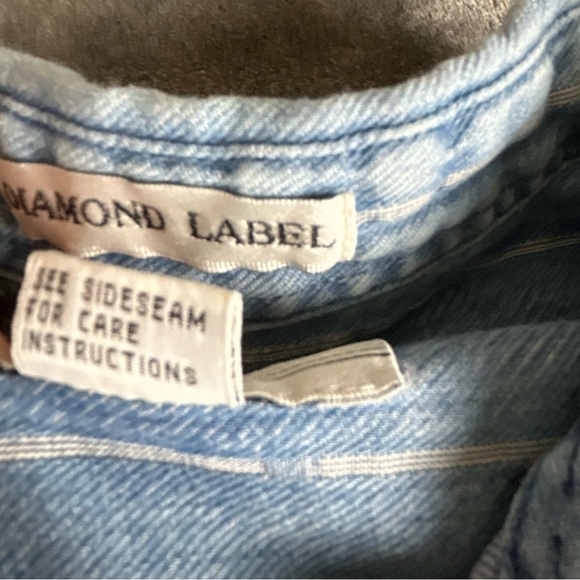 DIAMOND LABEL
SEE SIDESEAM
FOR CARE
INSTRUCTIONS